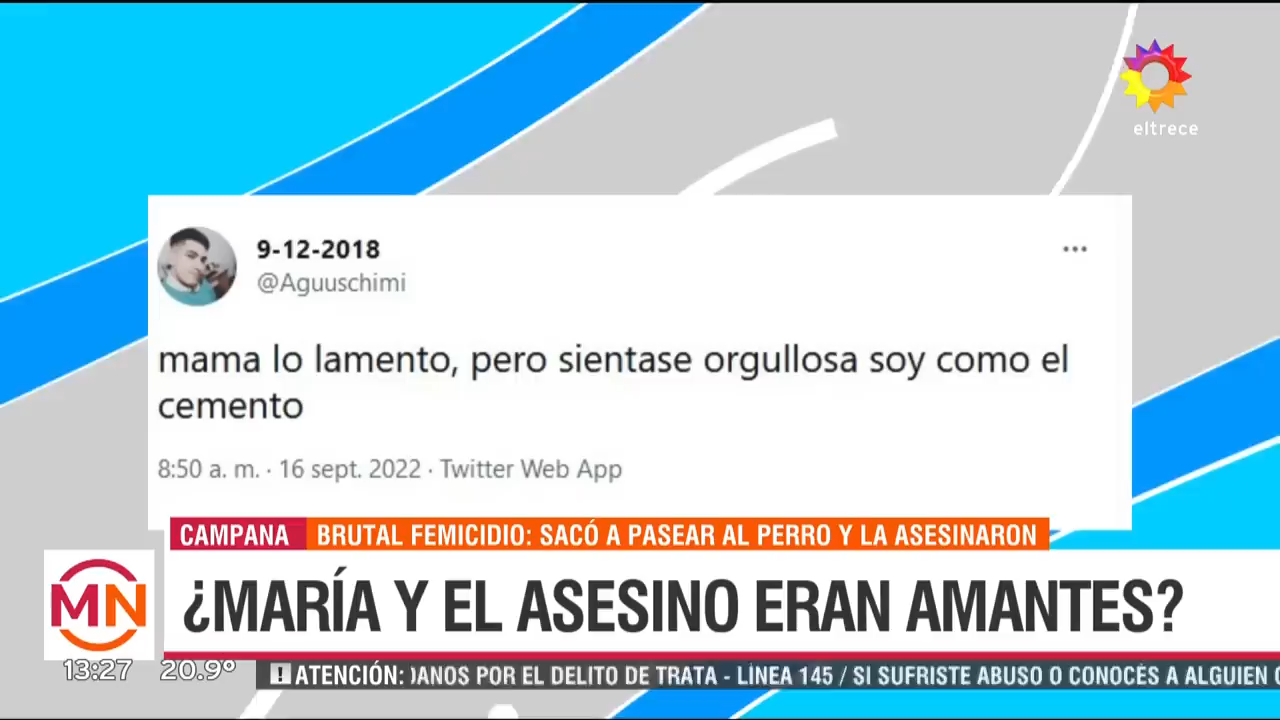 eltrece
9-12-2018
@Aguuschimi
mama lo lamento, pero sientase orgullosa soy como el
cemento
8:50 a. m. · 16 sept. 2022 · Twitter Web App
CAMPANA BRUTAL FEMICIDIO: SACÓ A PASEAR AL PERRO Y LA ASESINARON
MN ¿MARÍA Y EL ASESINO ERAN AMANTES?
13:27 20.9° ! ATENCIÓN: DANOS POR EL DELITO DE TRATA - LÍNEA 145 / SI SUFRISTE ABUSO O CONOCÉS A ALGUIEN